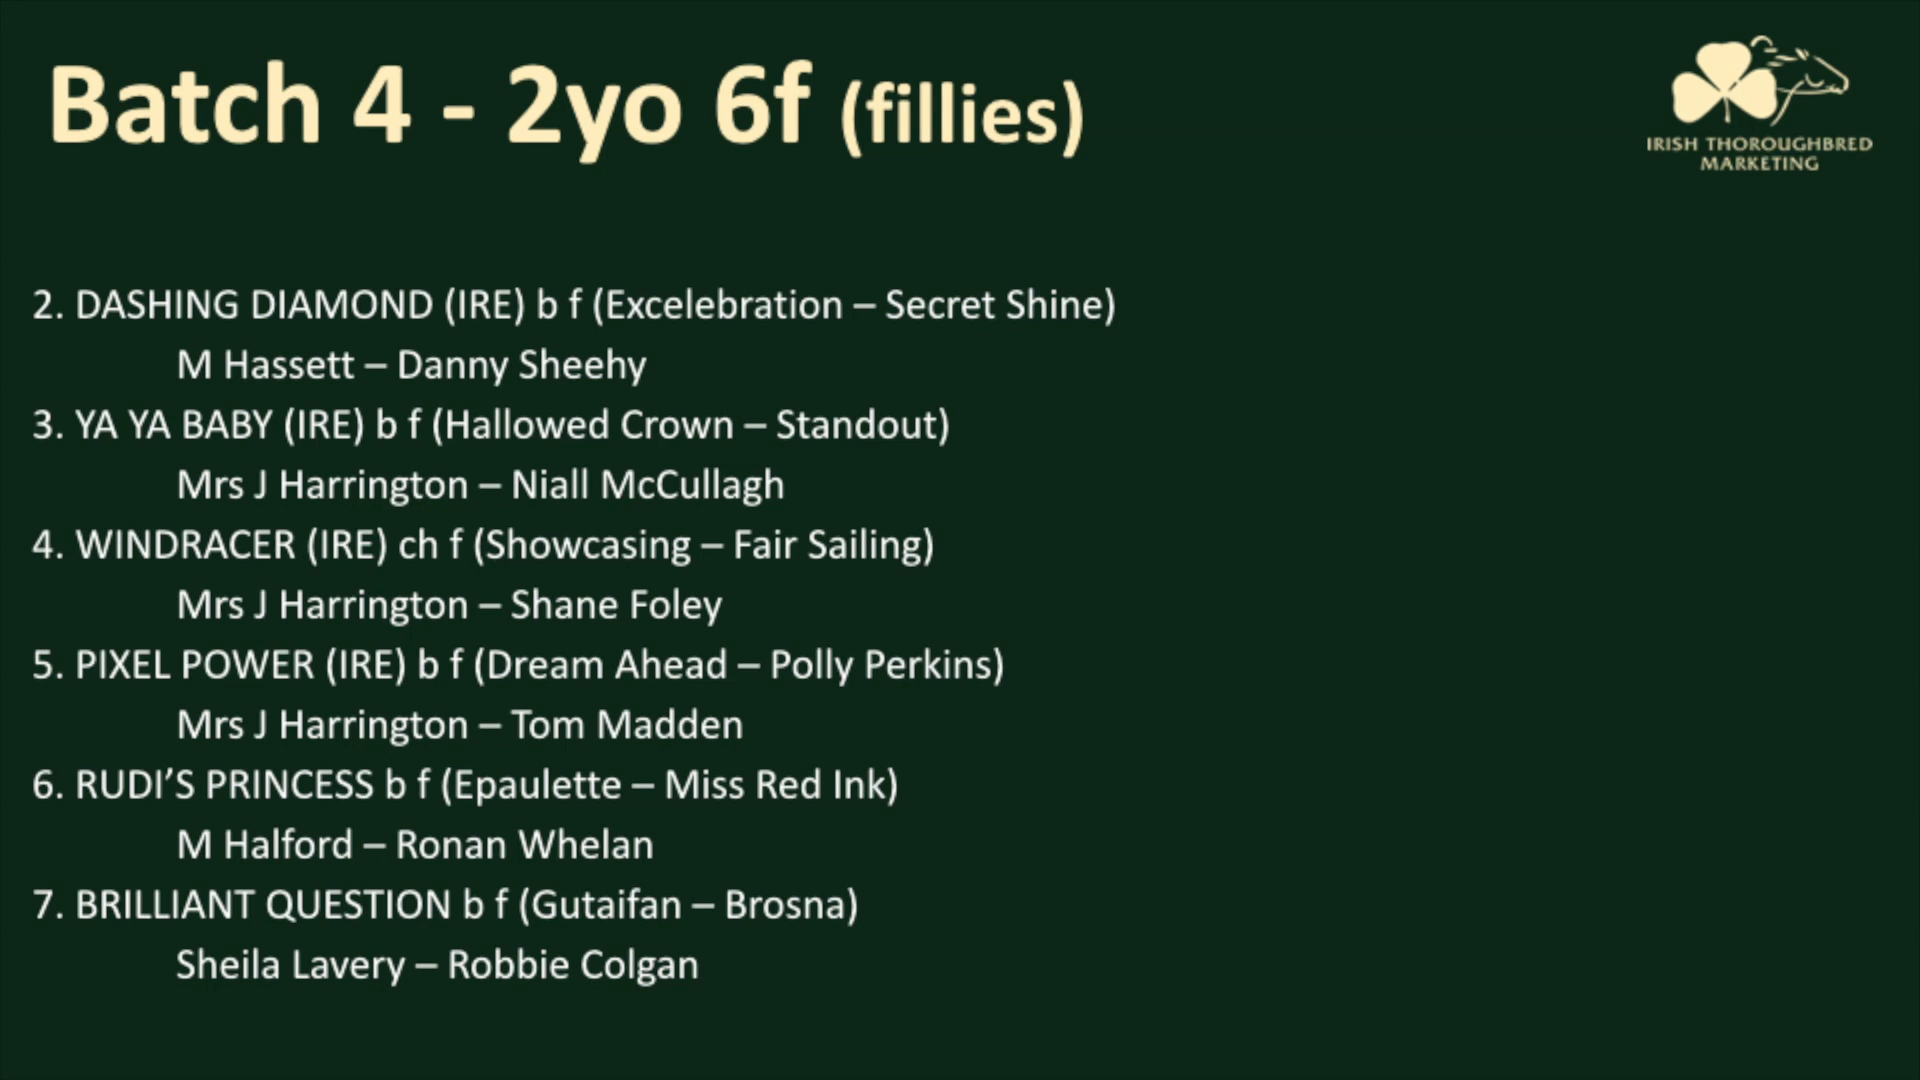 Batch 4 - 2yo 6f (fillies)
IRISH THOROUGHBRED
MARKETING
2. DASHING DIAMOND (IRE) b f (Excelebration – Secret Shine)
M Hassett – Danny Sheehy
3. YA YA BABY (IRE) b f (Hallowed Crown – Standout)
Mrs J Harrington – Niall McCullagh
4. WINDRACER (IRE) ch f (Showcasing – Fair Sailing)
Mrs J Harrington – Shane Foley
5. PIXEL POWER (IRE) b f (Dream Ahead – Polly Perkins)
Mrs J Harrington – Tom Madden
6. RUDI’S PRINCESS b f (Epaulette – Miss Red Ink)
M Halford – Ronan Whelan
7. BRILLIANT QUESTION b f (Gutaifan – Brosna)
Sheila Lavery – Robbie Colgan